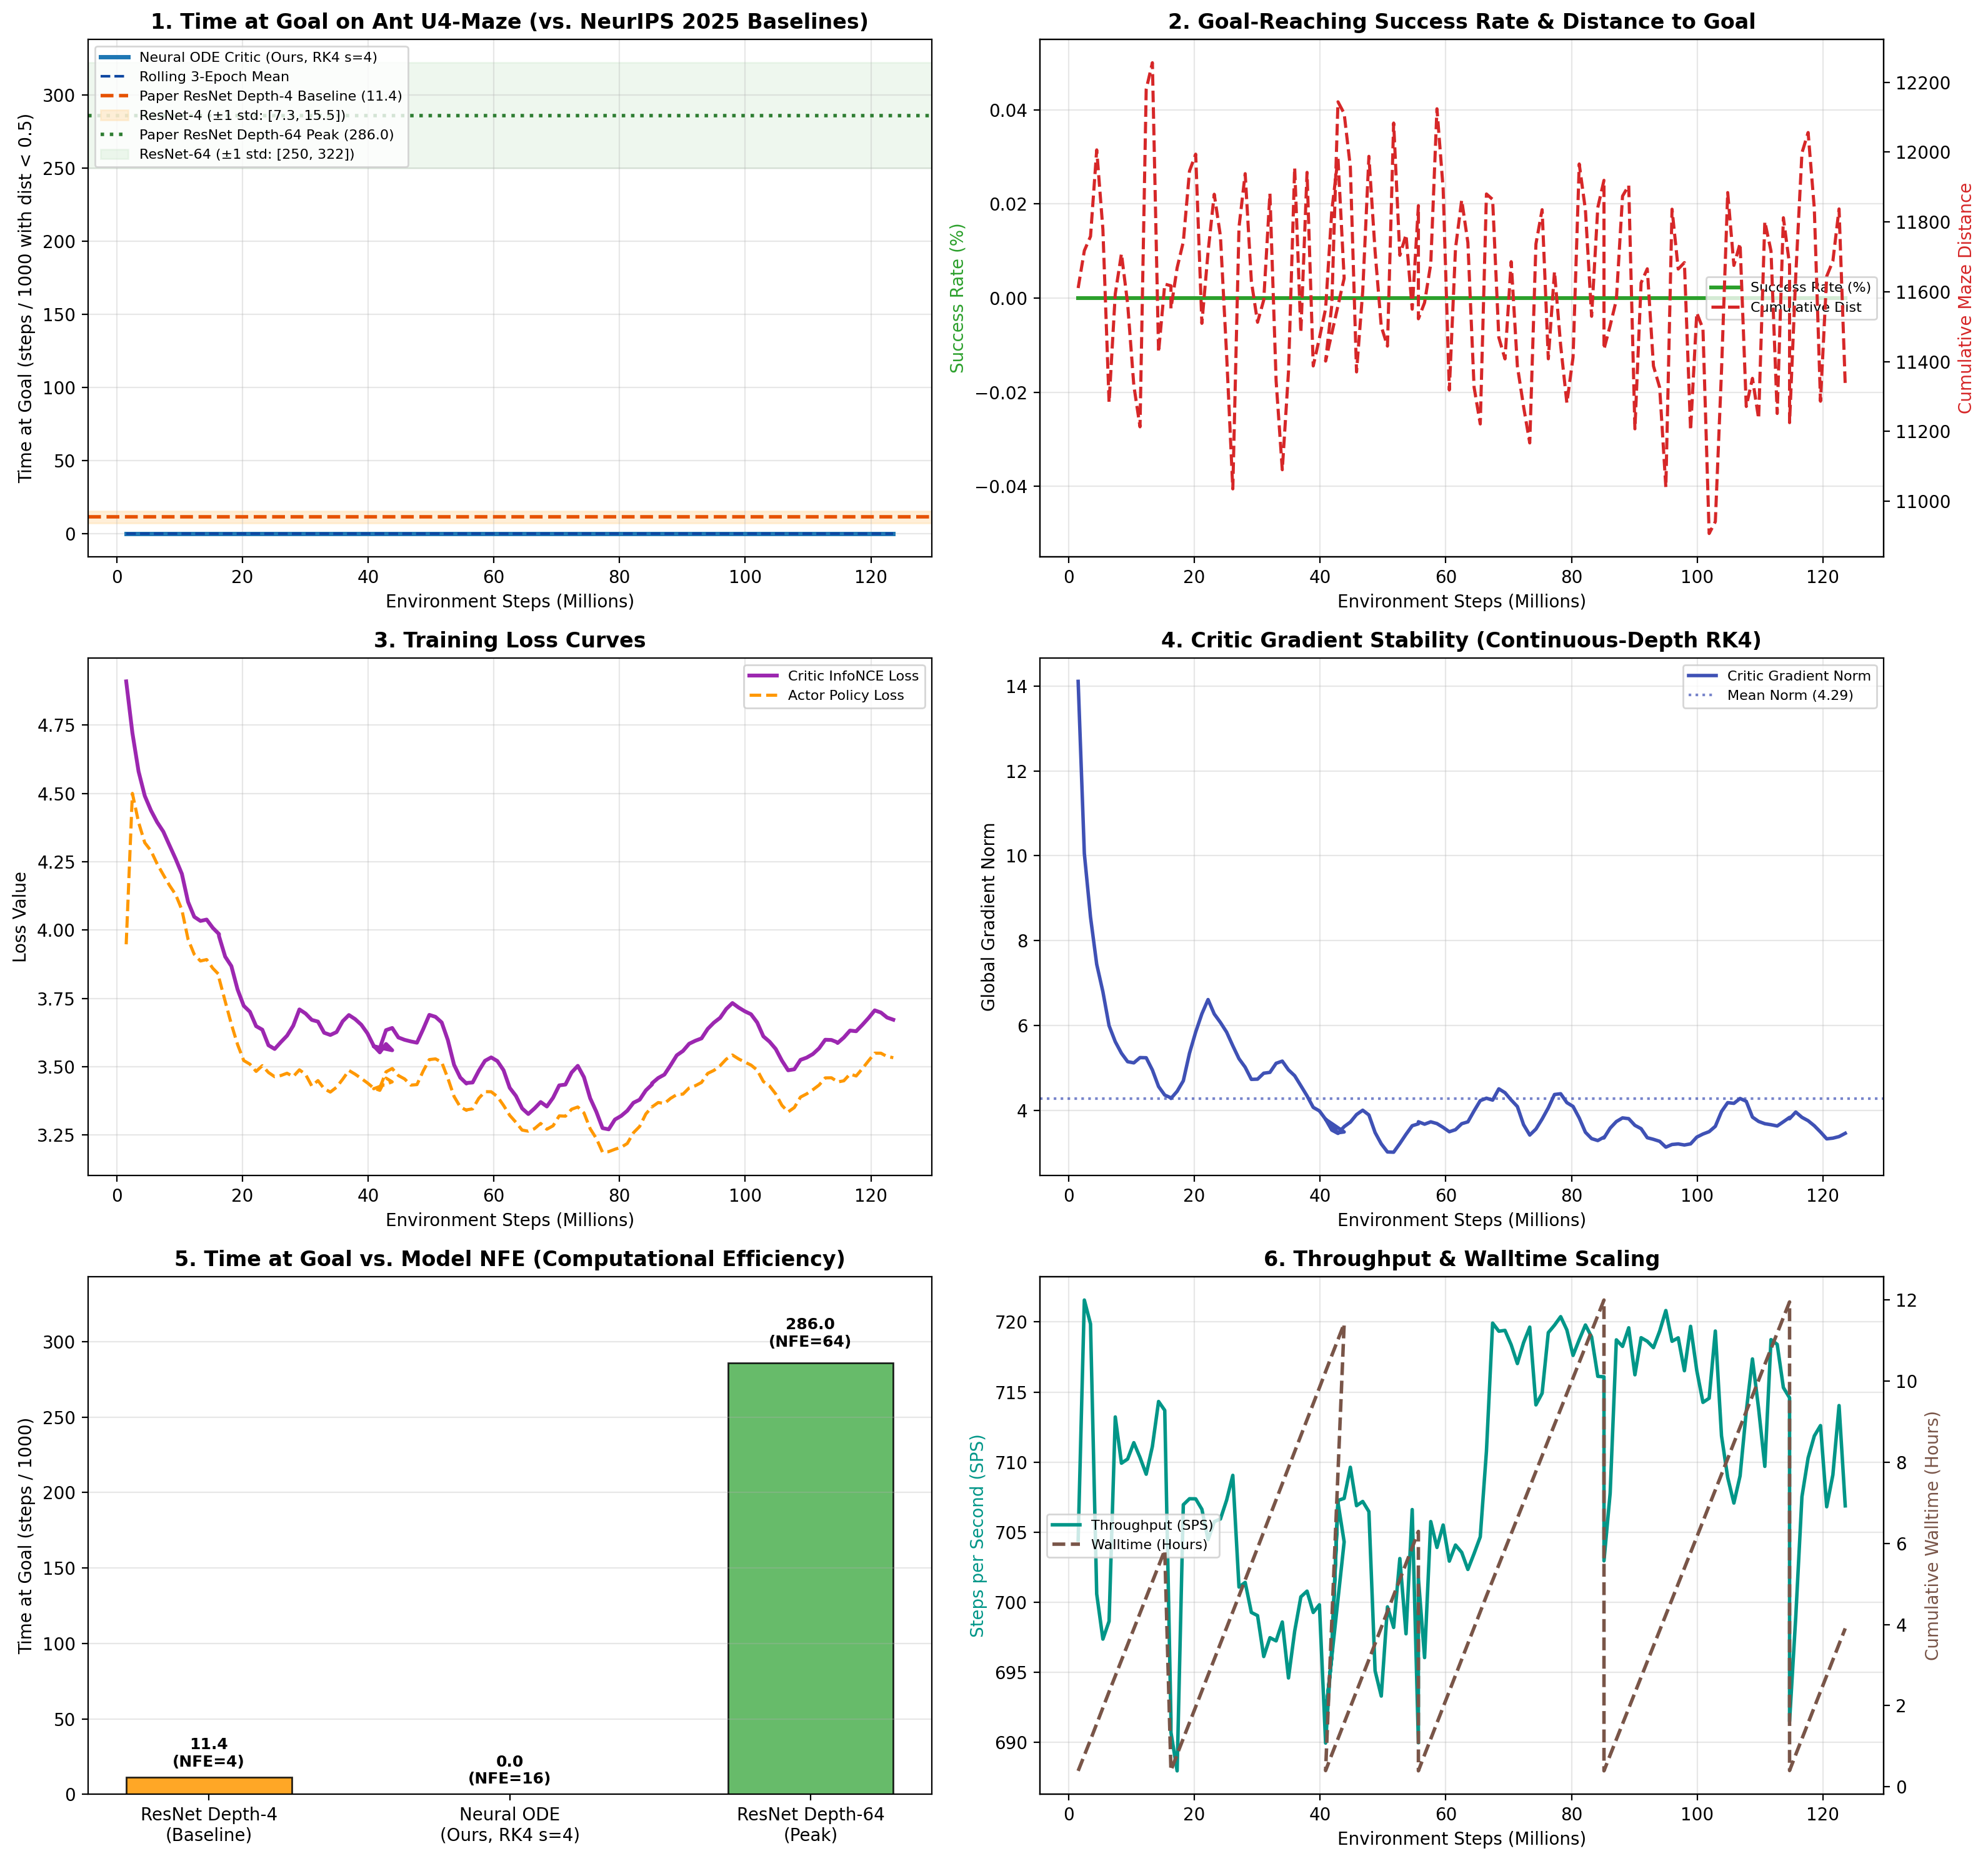 1. Time at Goal on Ant U4-Maze (vs. NeurIPS 2025 Baselines)
Time at Goal (steps / 1000 with dist < 0.5)
300
250
200
150
100
50
0
Neural ODE Critic (Ours, RK4 s=4)
Rolling 3-Epoch Mean
Paper ResNet Depth-4 Baseline (11.4)
ResNet-4 (±1 std: [7.3, 15.5])
Paper ResNet Depth-64 Peak (286.0)
ResNet-64 (±1 std: [250, 322])
0 20 40 60 80 100 120
Environment Steps (Millions)
2. Goal-Reaching Success Rate & Distance to Goal
Success Rate (%)
0.04
0.02
0.00
−0.02
−0.04
Success Rate (%)
Cumulative Dist
12200
12000
11800
11600
11400
11200
11000
Cumulative Maze Distance
0 20 40 60 80 100 120
Environment Steps (Millions)
3. Training Loss Curves
Loss Value
4.75
4.50
4.25
4.00
3.75
3.50
3.25
Critic InfoNCE Loss
Actor Policy Loss
0 20 40 60 80 100 120
Environment Steps (Millions)
4. Critic Gradient Stability (Continuous-Depth RK4)
Global Gradient Norm
14
12
10
8
6
4
Critic Gradient Norm
Mean Norm (4.29)
0 20 40 60 80 100 120
Environment Steps (Millions)
5. Time at Goal vs. Model NFE (Computational Efficiency)
Time at Goal (steps / 1000)
300
250
200
150
100
50
0
11.4
(NFE=4)
0.0
(NFE=16)
286.0
(NFE=64)
ResNet Depth-4
(Baseline)
Neural ODE
(Ours, RK4 s=4)
ResNet Depth-64
(Peak)
6. Throughput & Walltime Scaling
Steps per Second (SPS)
720
715
710
705
700
695
690
Throughput (SPS)
Walltime (Hours)
12
10
8
6
4
2
0
Cumulative Walltime (Hours)
0 20 40 60 80 100 120
Environment Steps (Millions)